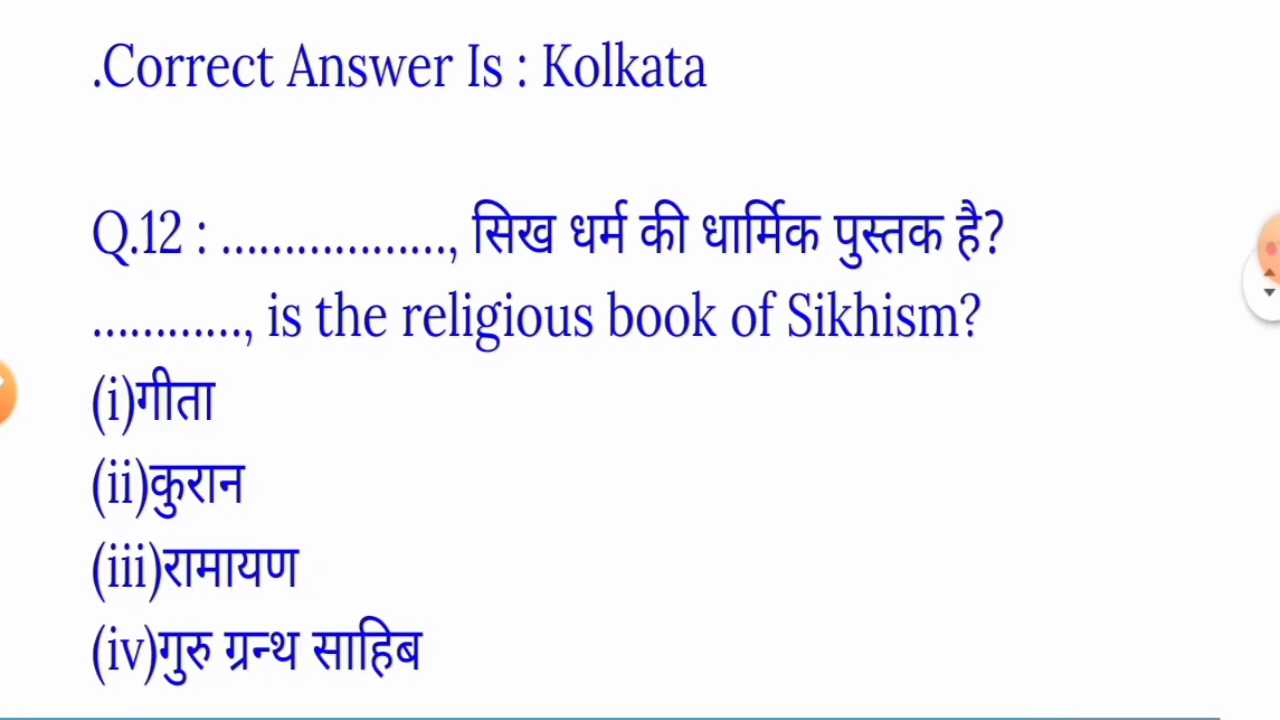 .Correct Answer Is : Kolkata
Q.12 : .................., सिख धर्म की धार्मिक पुस्तक है?
............, is the religious book of Sikhism?
(i)गीता
(ii)कुरान
(iii)रामायण
(iv)गुरु ग्रन्थ साहिब